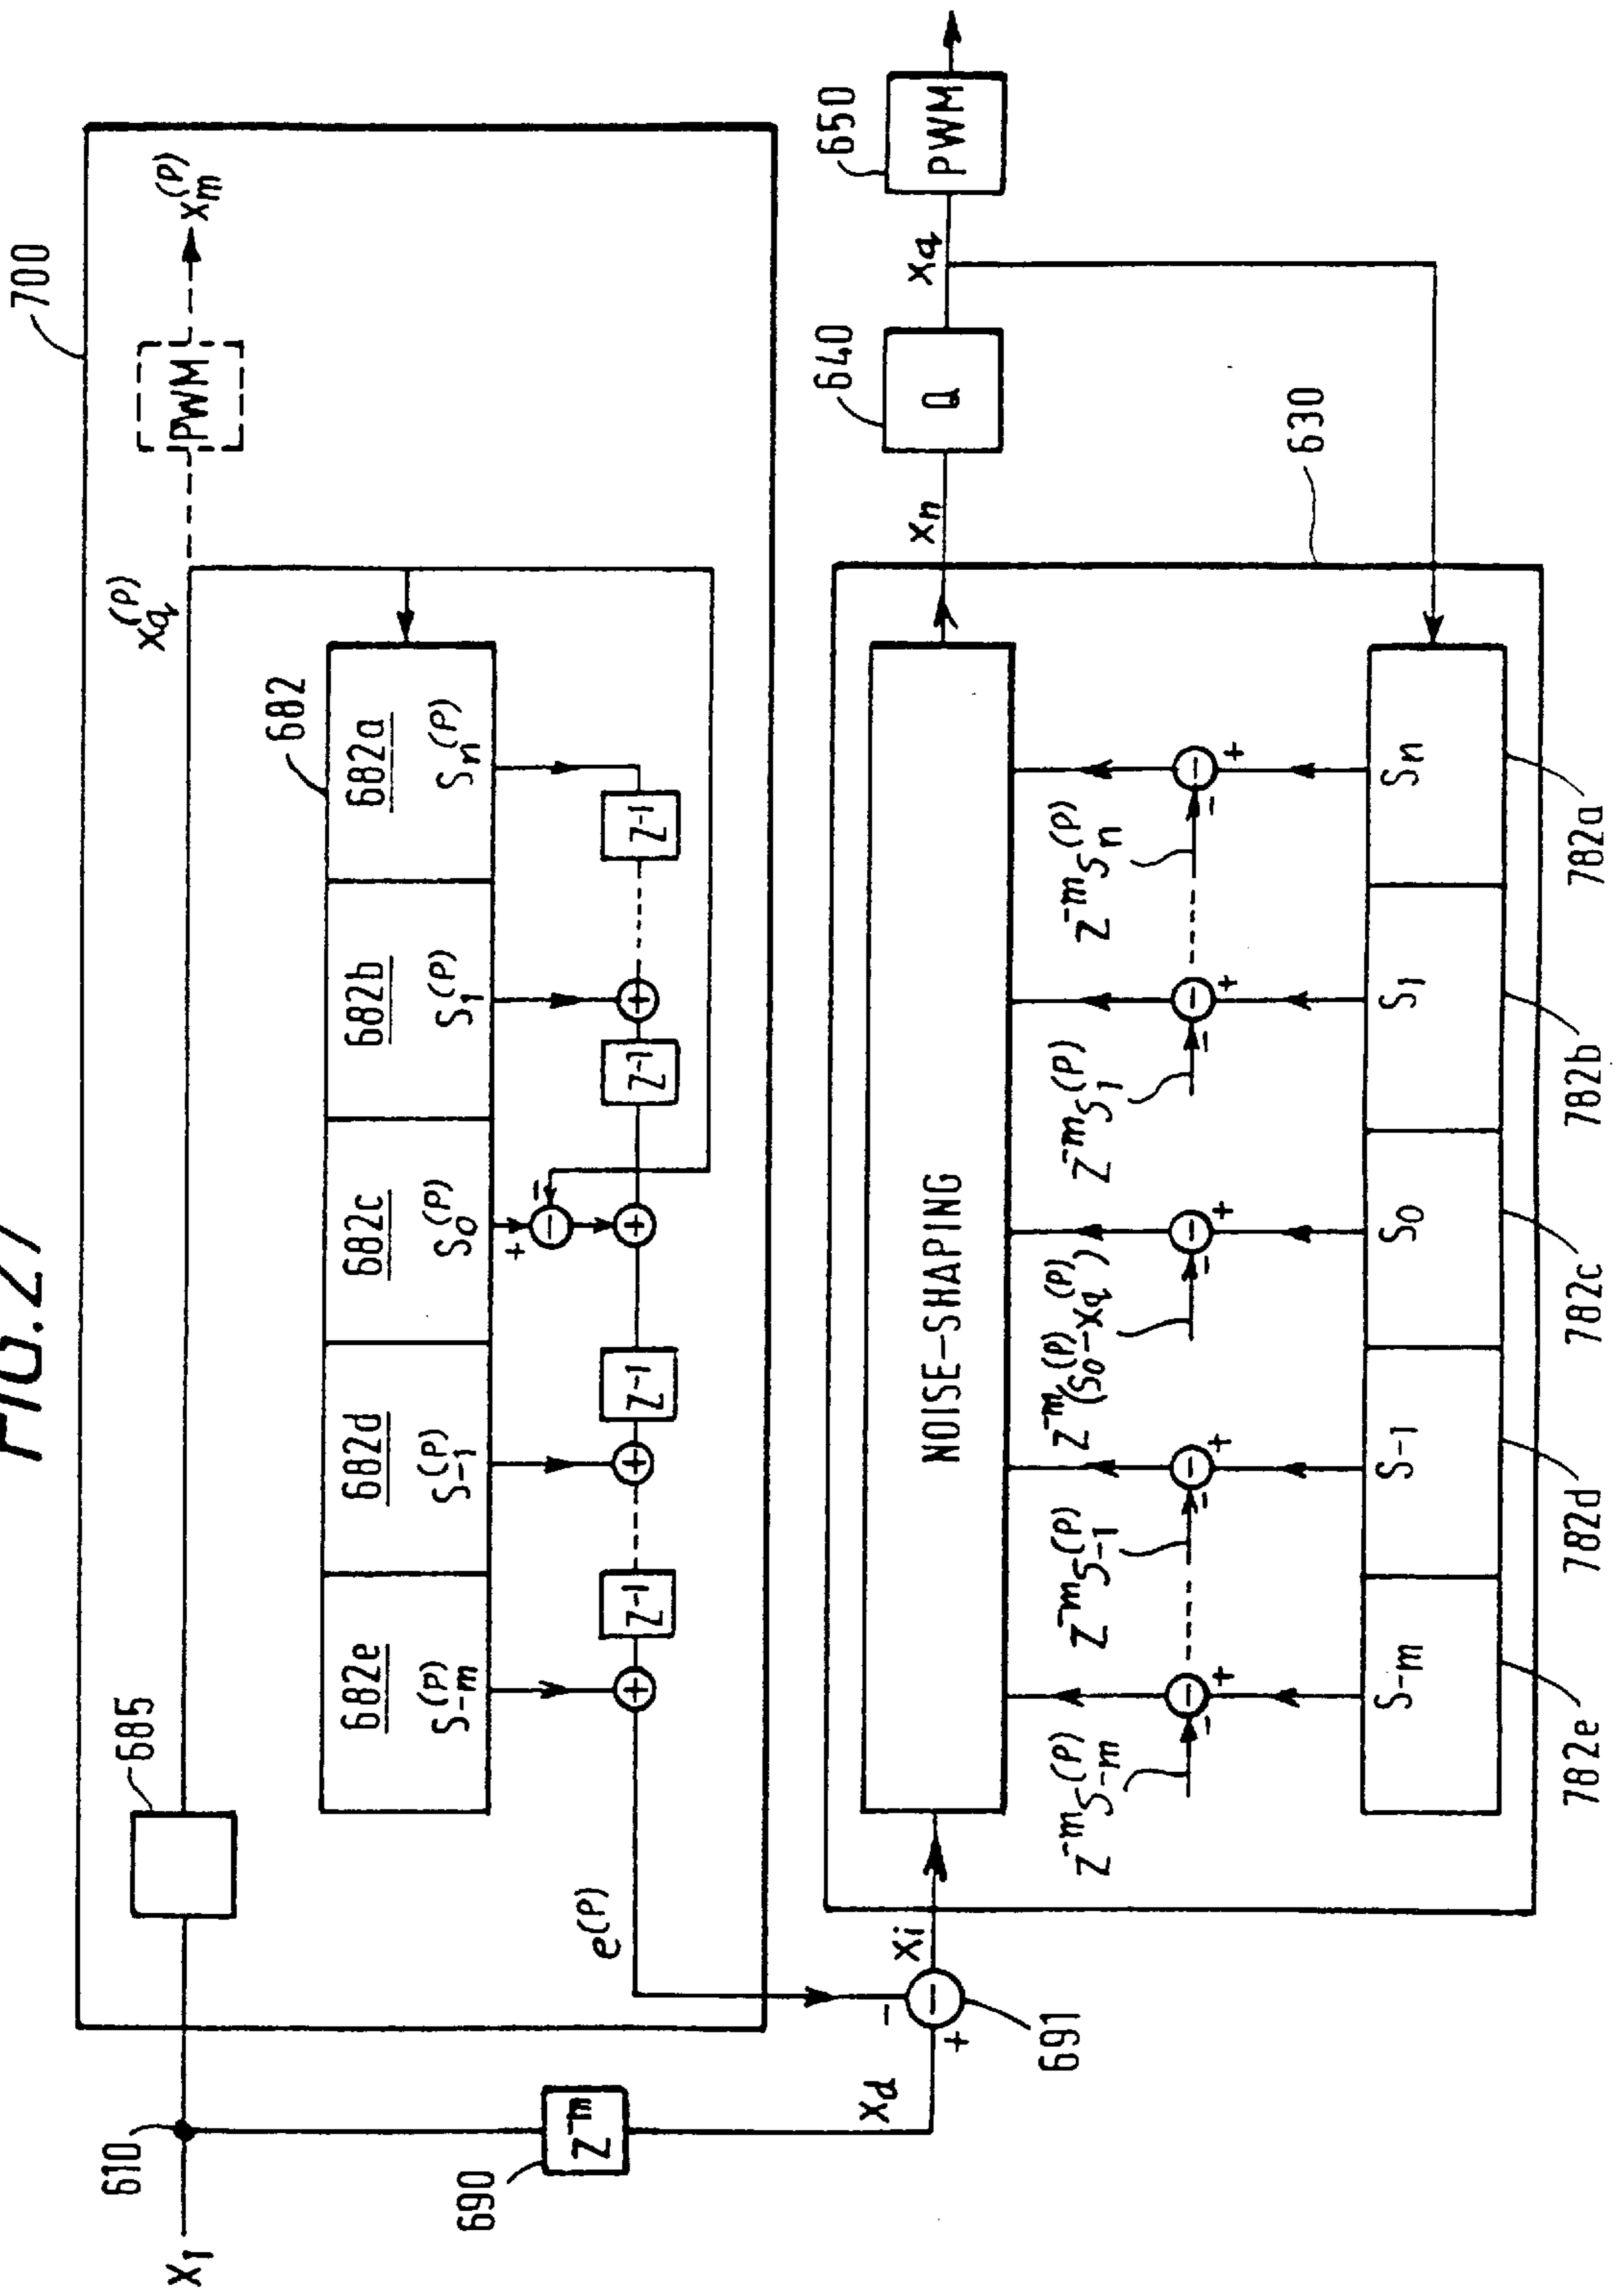 FIG. 27
700
X₁
610
685
x_q^(P)
PWM
x_m^(P)
682
682e
682d
682c
682b
682a
S_-m^(P)
S_-1^(P)
S_0^(P)
S_1^(P)
S_n^(P)
+
−
−
+
Z⁻¹
+
Z⁻¹
+
Z⁻¹
+
Z⁻¹
e^(P)
690
Z^-m
X_d
−
−
+
691
X_i
630
NOISE-SHAPING
X_n
640
Q
X_q
650
PWM
Z^-m S_-m^(P)
Z^-m S_-1^(P)
Z^-m (S_0^(P) − X_q^(P))
Z^-m S_1^(P)
Z^-m S_n^(P)
− − +
− − +
− − +
− − +
− − +
S_-m
S_-1
S_0
S_1
S_n
782e
782d
782c
782b
782a